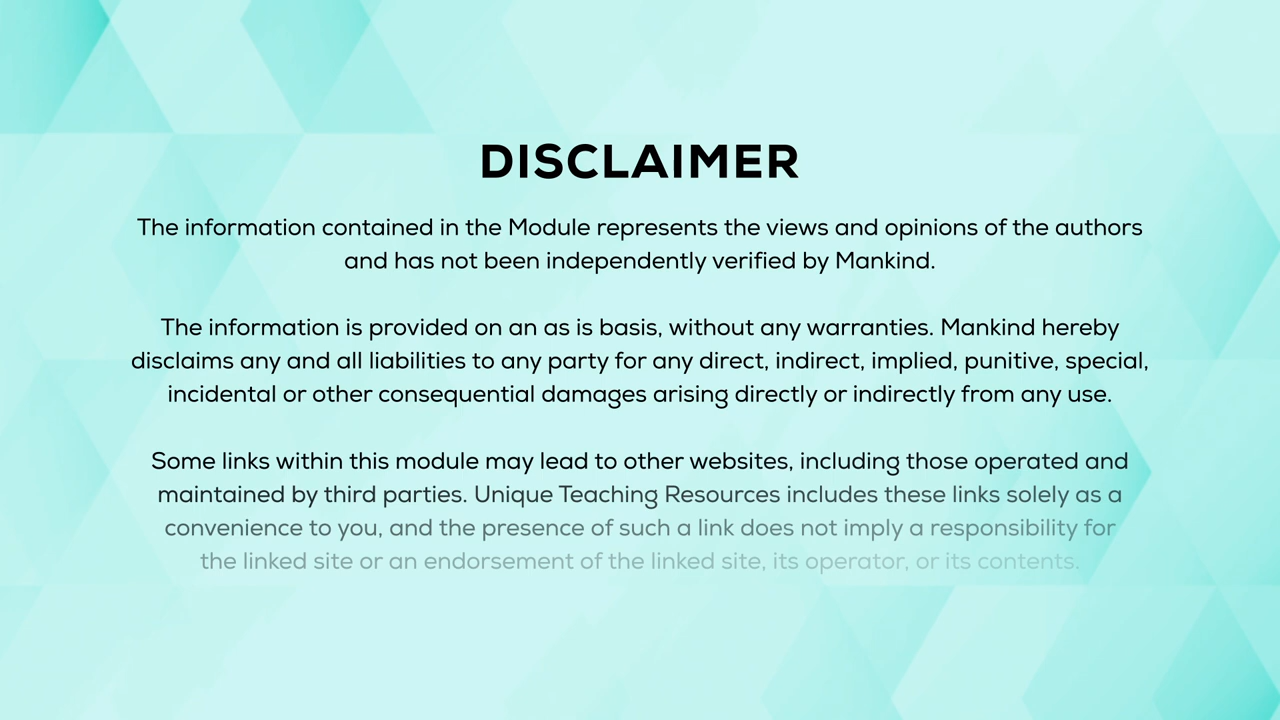 DISCLAIMER
The information contained in the Module represents the views and opinions of the authors
and has not been independently verified by Mankind.
The information is provided on an as is basis, without any warranties. Mankind hereby
disclaims any and all liabilities to any party for any direct, indirect, implied, punitive, special,
incidental or other consequential damages arising directly or indirectly from any use.
Some links within this module may lead to other websites, including those operated and
maintained by third parties. Unique Teaching Resources includes these links solely as a
convenience to you, and the presence of such a link does not imply a responsibility for
the linked site or an endorsement of the linked site, its operator, or its contents.